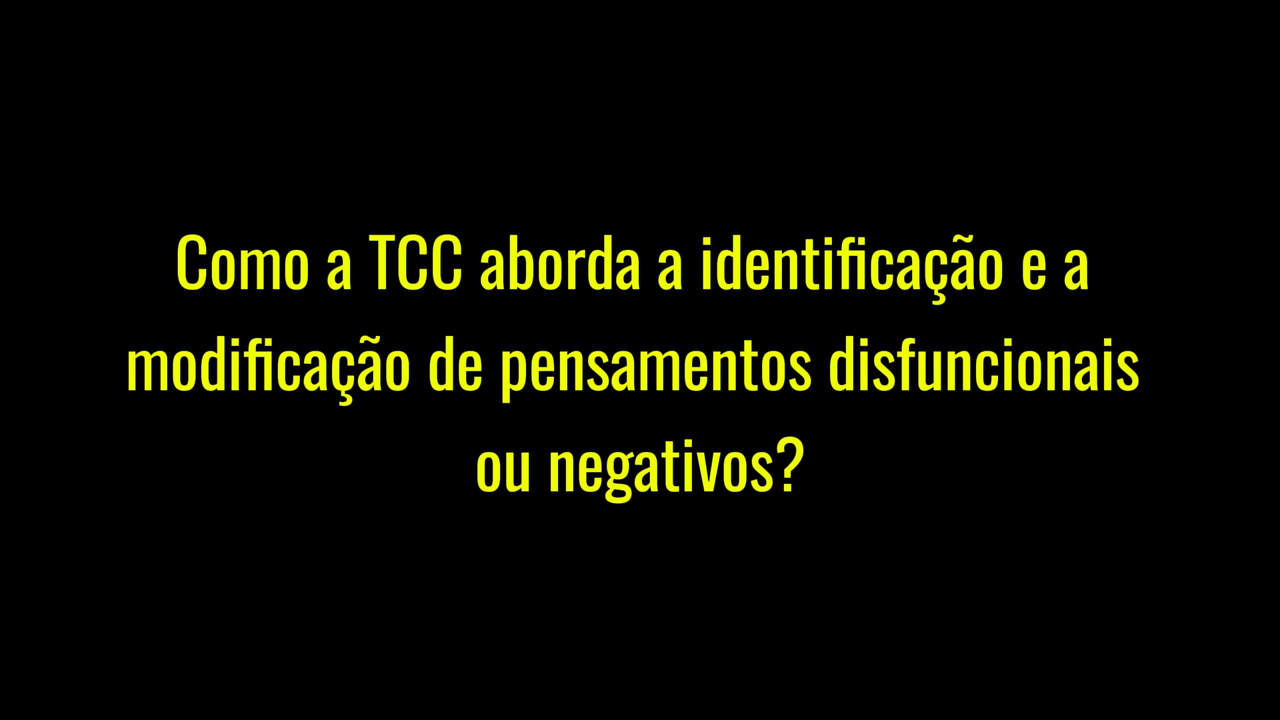 Como a TCC aborda a identificação e a
modificação de pensamentos disfuncionais
ou negativos?